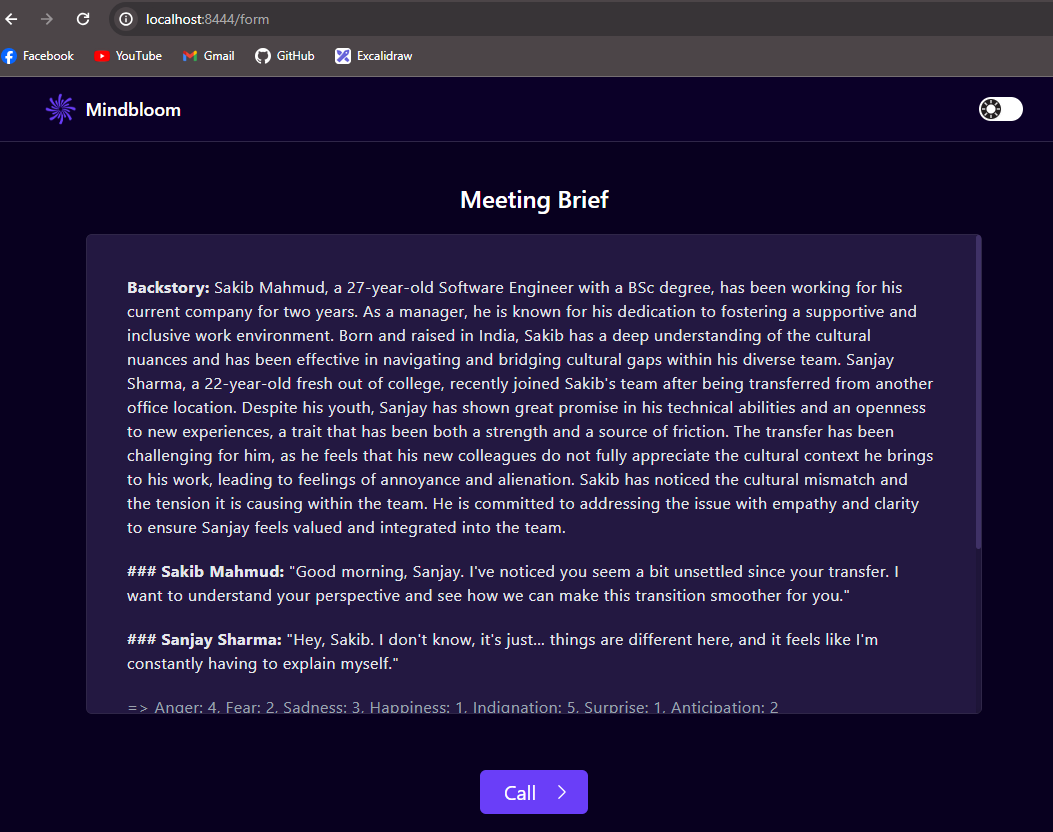 localhost:8444/form
Facebook YouTube Gmail GitHub Excalidraw
Mindbloom
Meeting Brief
Backstory: Sakib Mahmud, a 27-year-old Software Engineer with a BSc degree, has been working for his
current company for two years. As a manager, he is known for his dedication to fostering a supportive and
inclusive work environment. Born and raised in India, Sakib has a deep understanding of the cultural
nuances and has been effective in navigating and bridging cultural gaps within his diverse team. Sanjay
Sharma, a 22-year-old fresh out of college, recently joined Sakib's team after being transferred from another
office location. Despite his youth, Sanjay has shown great promise in his technical abilities and an openness
to new experiences, a trait that has been both a strength and a source of friction. The transfer has been
challenging for him, as he feels that his new colleagues do not fully appreciate the cultural context he brings
to his work, leading to feelings of annoyance and alienation. Sakib has noticed the cultural mismatch and
the tension it is causing within the team. He is committed to addressing the issue with empathy and clarity
to ensure Sanjay feels valued and integrated into the team.
### Sakib Mahmud: "Good morning, Sanjay. I've noticed you seem a bit unsettled since your transfer. I
want to understand your perspective and see how we can make this transition smoother for you."
### Sanjay Sharma: "Hey, Sakib. I don't know, it's just... things are different here, and it feels like I'm
constantly having to explain myself."
=> Anger: 4, Fear: 2, Sadness: 3, Happiness: 1, Indignation: 5, Surprise: 1, Anticipation: 2
Call